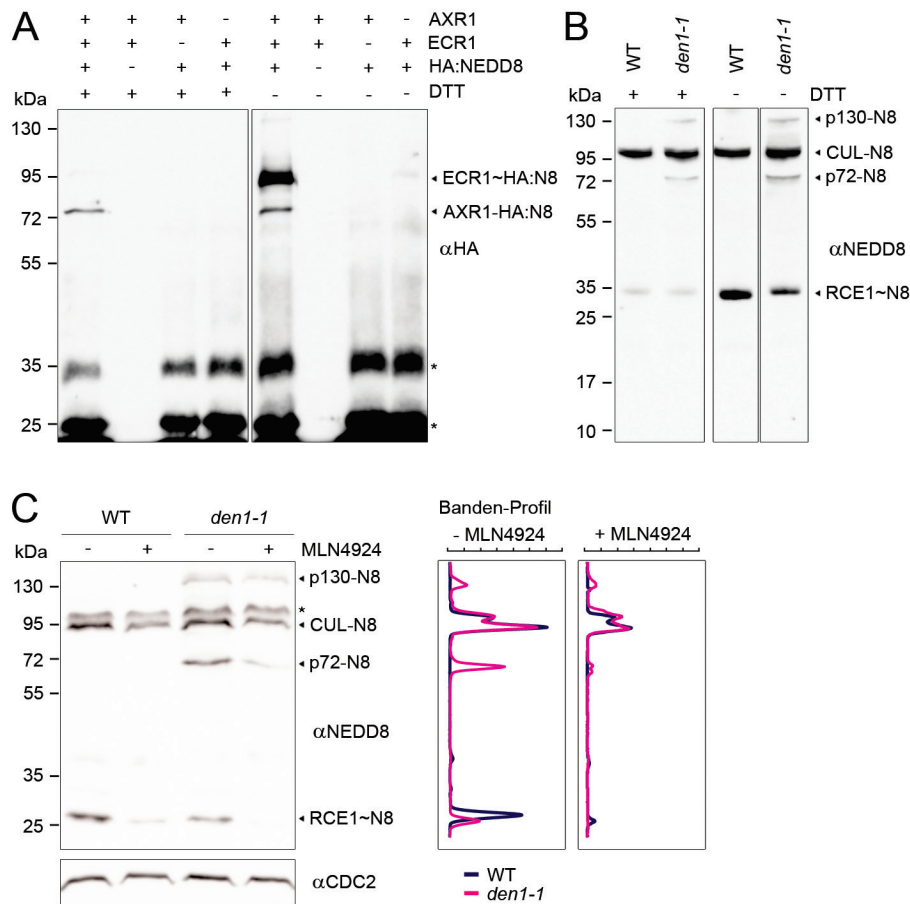 A
+ + + - + + - + AXR1
+ + - + + + - + ECR1
+ - + + + - + + HA:NEDD8
+ + + + - - - - DTT
kDa
130
95
72
55
35
25
ECR1~HA:N8
AXR1-HA:N8
αHA
*
*
B
WT den1-1 WT den1-1
+ + - - DTT
kDa
130
95
72
55
35
25
17
10
p130-N8
CUL-N8
p72-N8
αNEDD8
RCE1~N8
C
WT den1-1
- + - + MLN4924
kDa
130
95
72
55
35
25
p130-N8
*
CUL-N8
p72-N8
αNEDD8
RCE1~N8
αCDC2
Banden-Profil
- MLN4924 + MLN4924
WT
den1-1